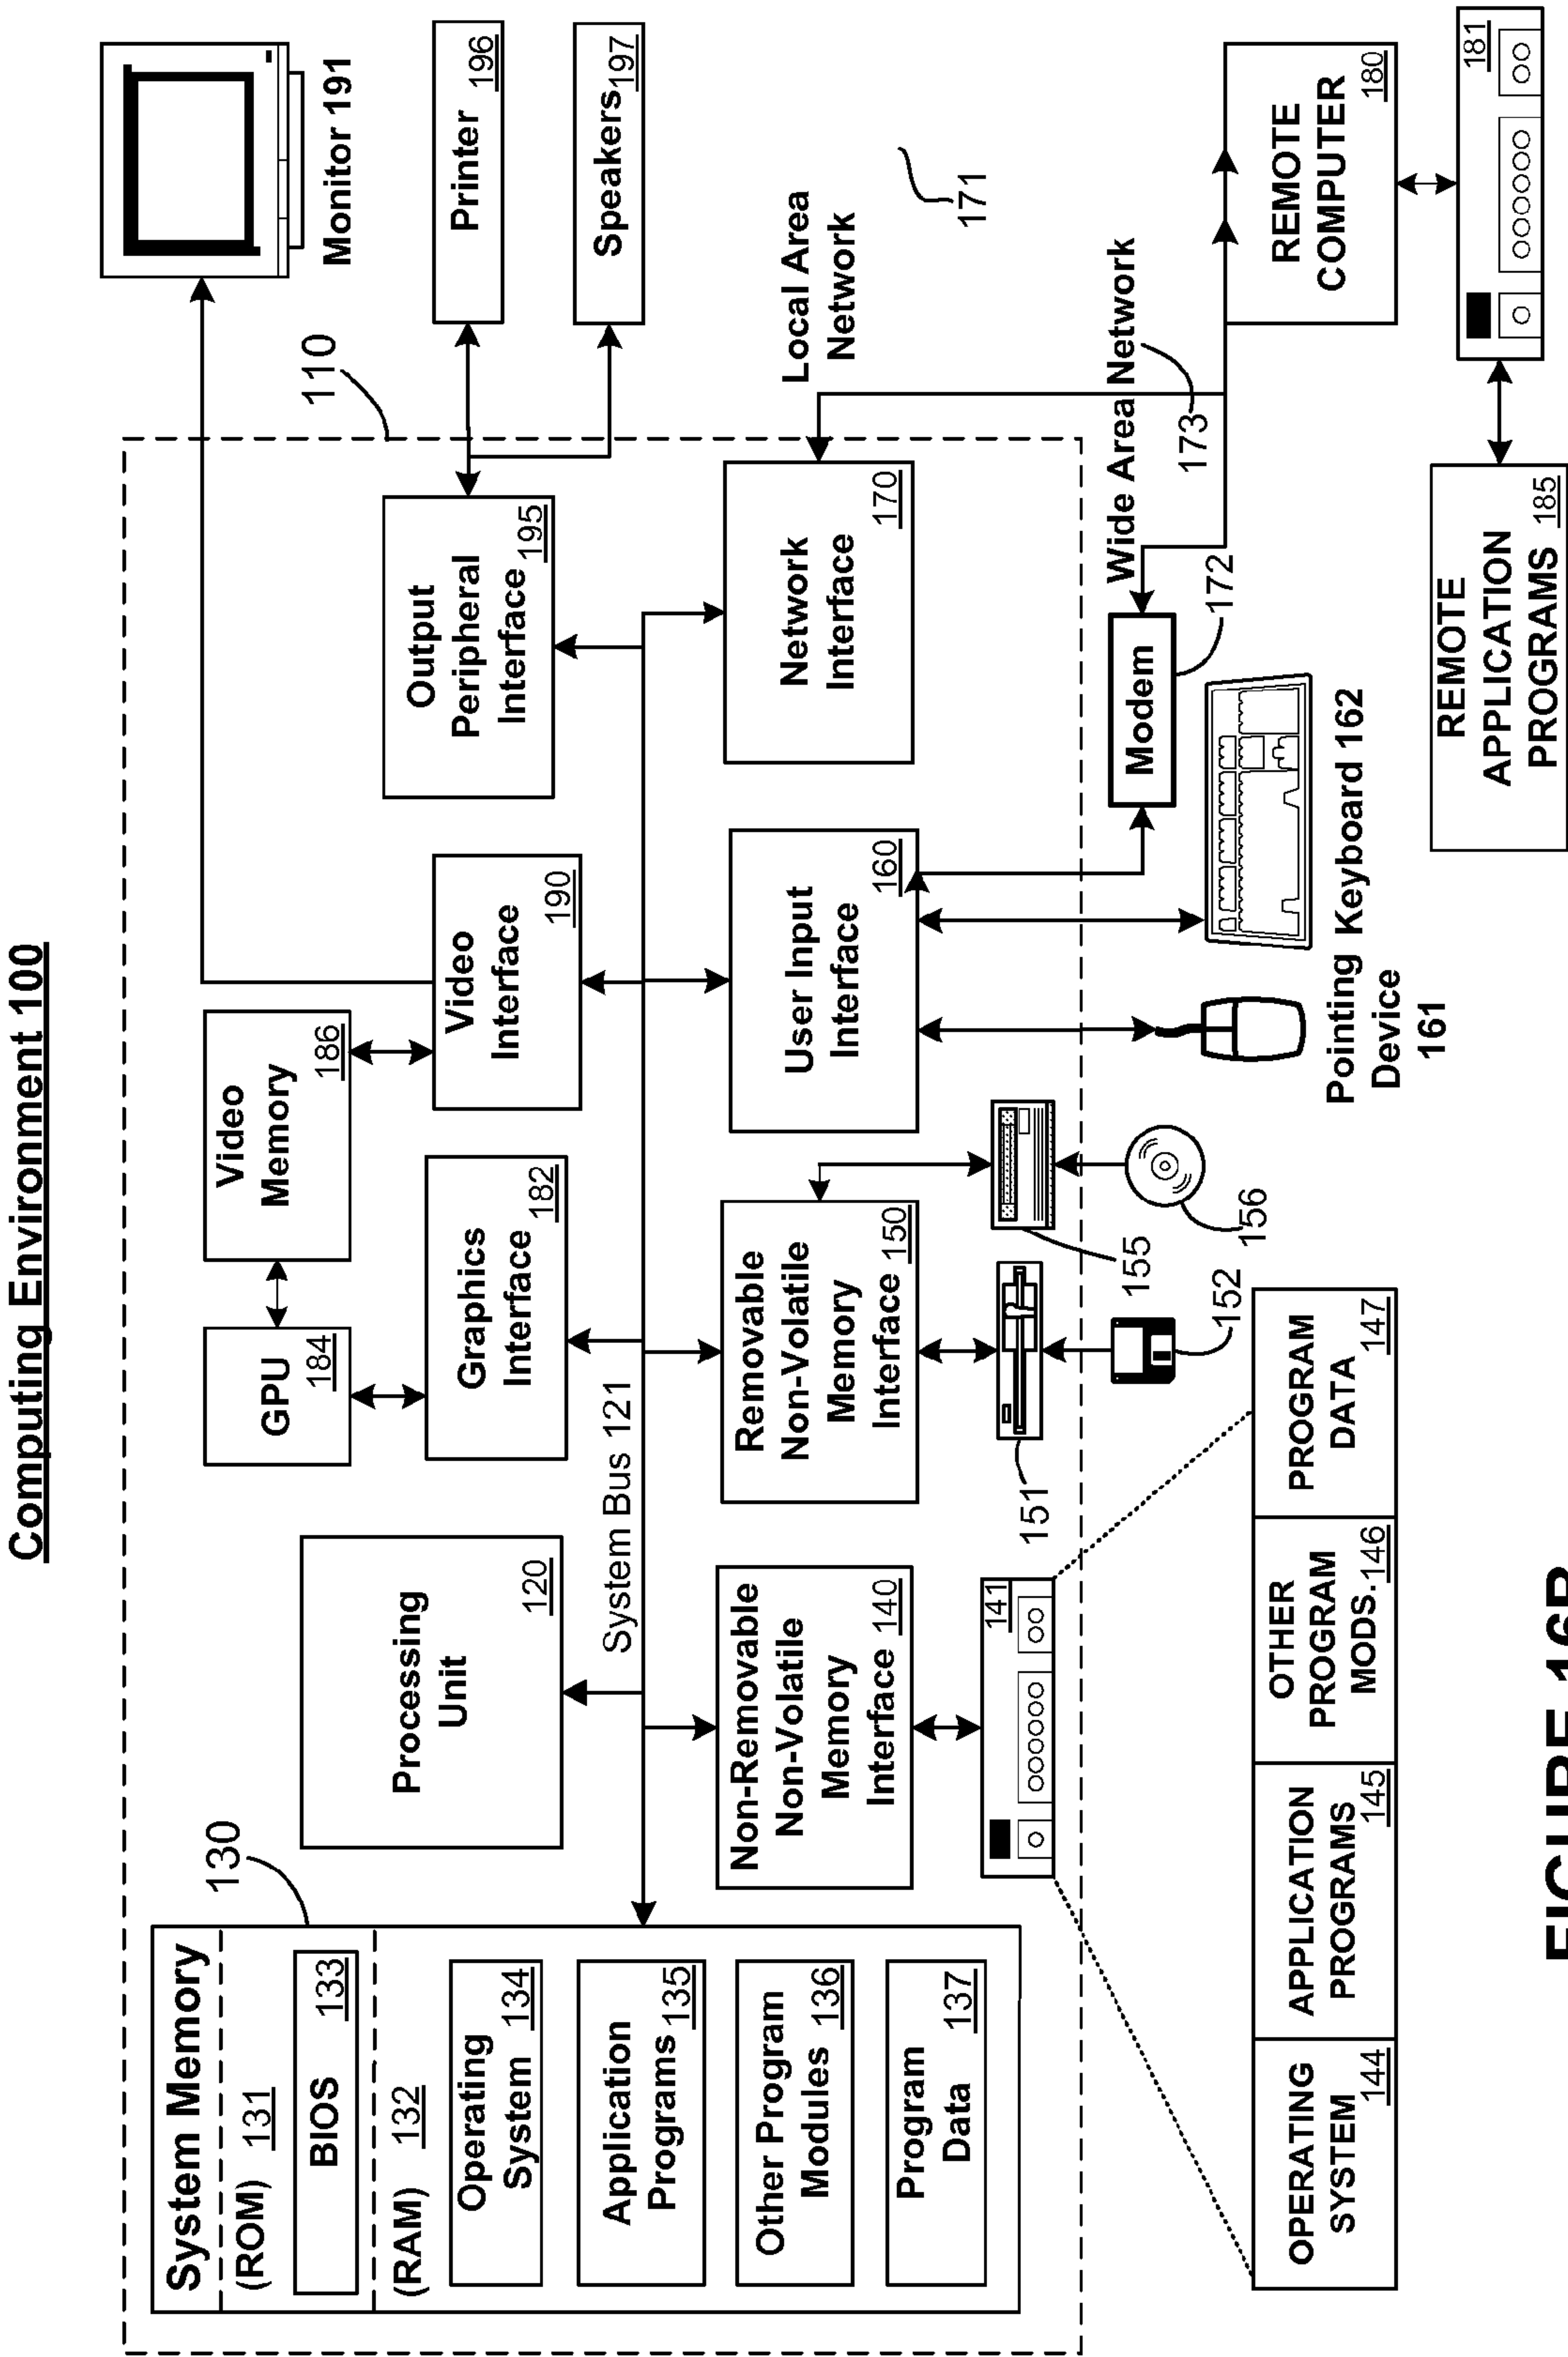 Computing Environment 100
System Memory
(ROM) 131
BIOS 133
(RAM) 132
Operating
System 134
Application
Programs 135
Other Program
Modules 136
Program
Data 137
130
Processing
Unit
120
System Bus 121
GPU
184
Video
Memory
186
Graphics
Interface
182
Video
Interface
190
Output
Peripheral
Interface 195
110
Monitor 191
Printer
196
Speakers 197
Non-Removable
Non-Volatile
Memory
Interface 140
Removable
Non-Volatile
Memory
Interface 150
User Input
Interface
160
Network
Interface
170
Local Area
Network
171
141
151
152
155
156
Pointing
Device
161
Keyboard 162
Modem
172
Wide Area Network
173
REMOTE
COMPUTER
180
181
REMOTE
APPLICATION
PROGRAMS 185
OPERATING
SYSTEM 144
APPLICATION
PROGRAMS 145
OTHER
PROGRAM
MODS. 146
PROGRAM
DATA 147